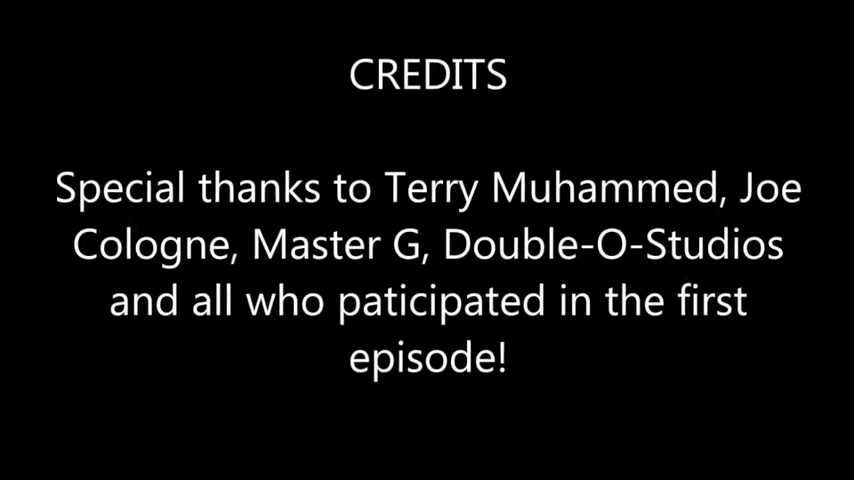 CREDITS
Special thanks to Terry Muhammed, Joe
Cologne, Master G, Double-O-Studios
and all who paticipated in the first
episode!